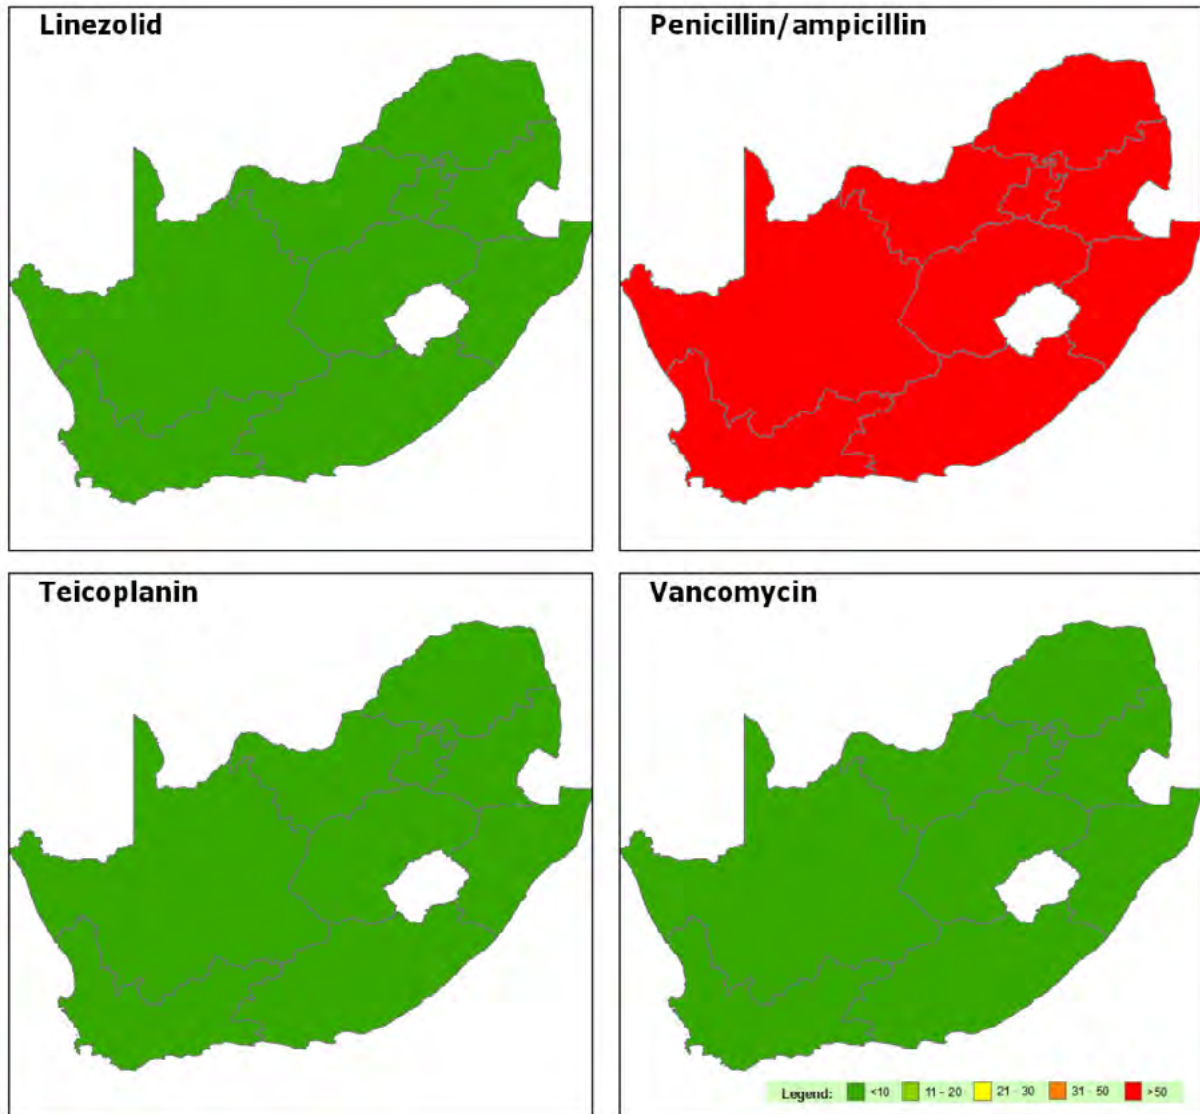 Linezolid
Penicillin/ampicillin
Teicoplanin
Vancomycin
Legend: <10 11 - 20 21 - 30 31 - 50 >50